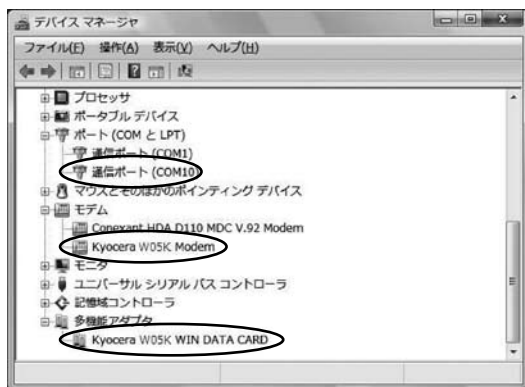 デバイス マネージャ
ファイル(F) 操作(A) 表示(V) ヘルプ(H)
プロセッサ
ポータブル デバイス
ポート (COM と LPT)
通信ポート (COM1)
通信ポート (COM10)
マウスとそのほかのポインティング デバイス
モデム
Conexant HDA D110 MDC V.92 Modem
Kyocera W05K Modem
モニタ
ユニバーサル シリアル バス コントローラ
記憶域コントローラ
多機能アダプタ
Kyocera W05K WIN DATA CARD